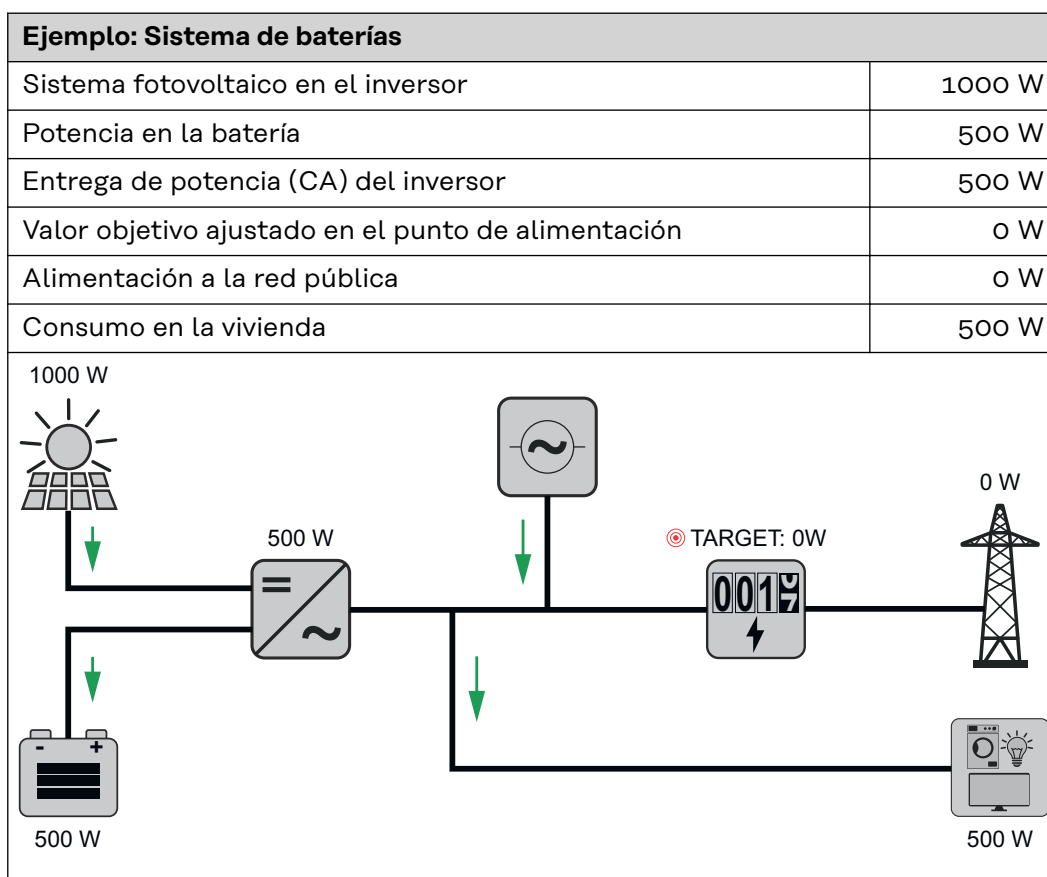 Ejemplo: Sistema de baterías
Sistema fotovoltaico en el inversor 1000 W
Potencia en la batería 500 W
Entrega de potencia (CA) del inversor 500 W
Valor objetivo ajustado en el punto de alimentación 0 W
Alimentación a la red pública 0 W
Consumo en la vivienda 500 W
1000 W
0 W
500 W
TARGET: 0W
001
- +
500 W
500 W